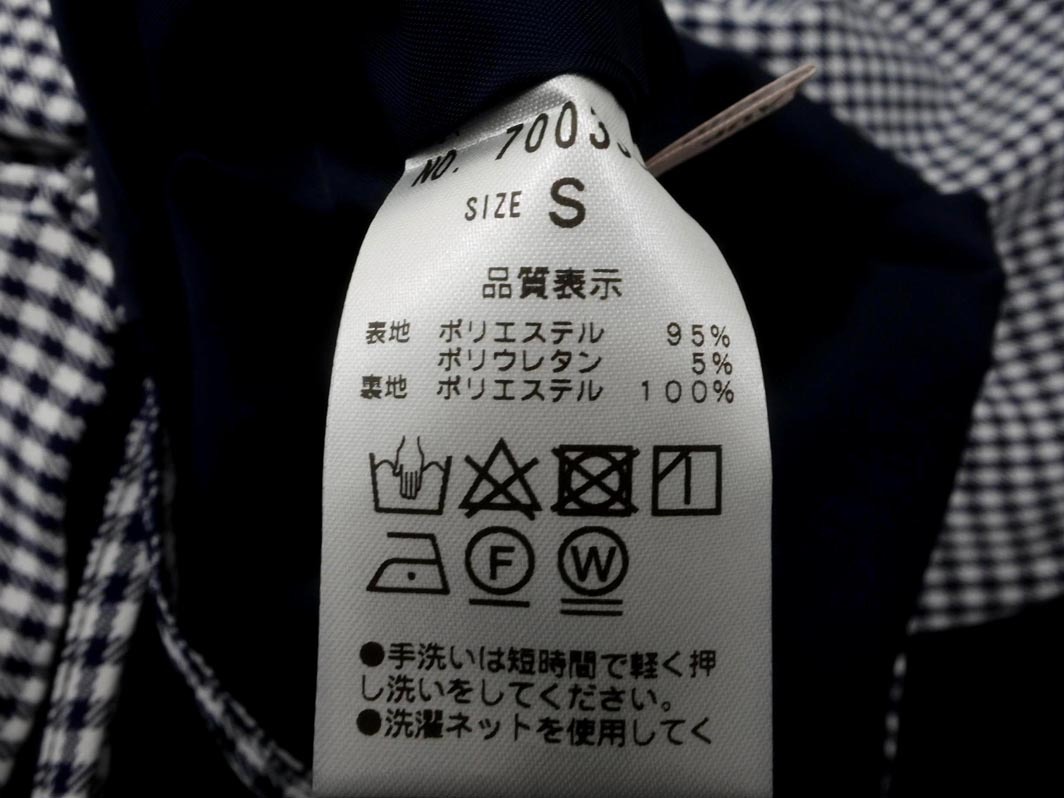 NO. 7003
SIZE S
品質表示
表地 ポリエステル 95%
ポリウレタン 5%
裏地 ポリエステル 100%
F W
●手洗いは短時間で軽く押
し洗いをしてください。
●洗濯ネットを使用してく